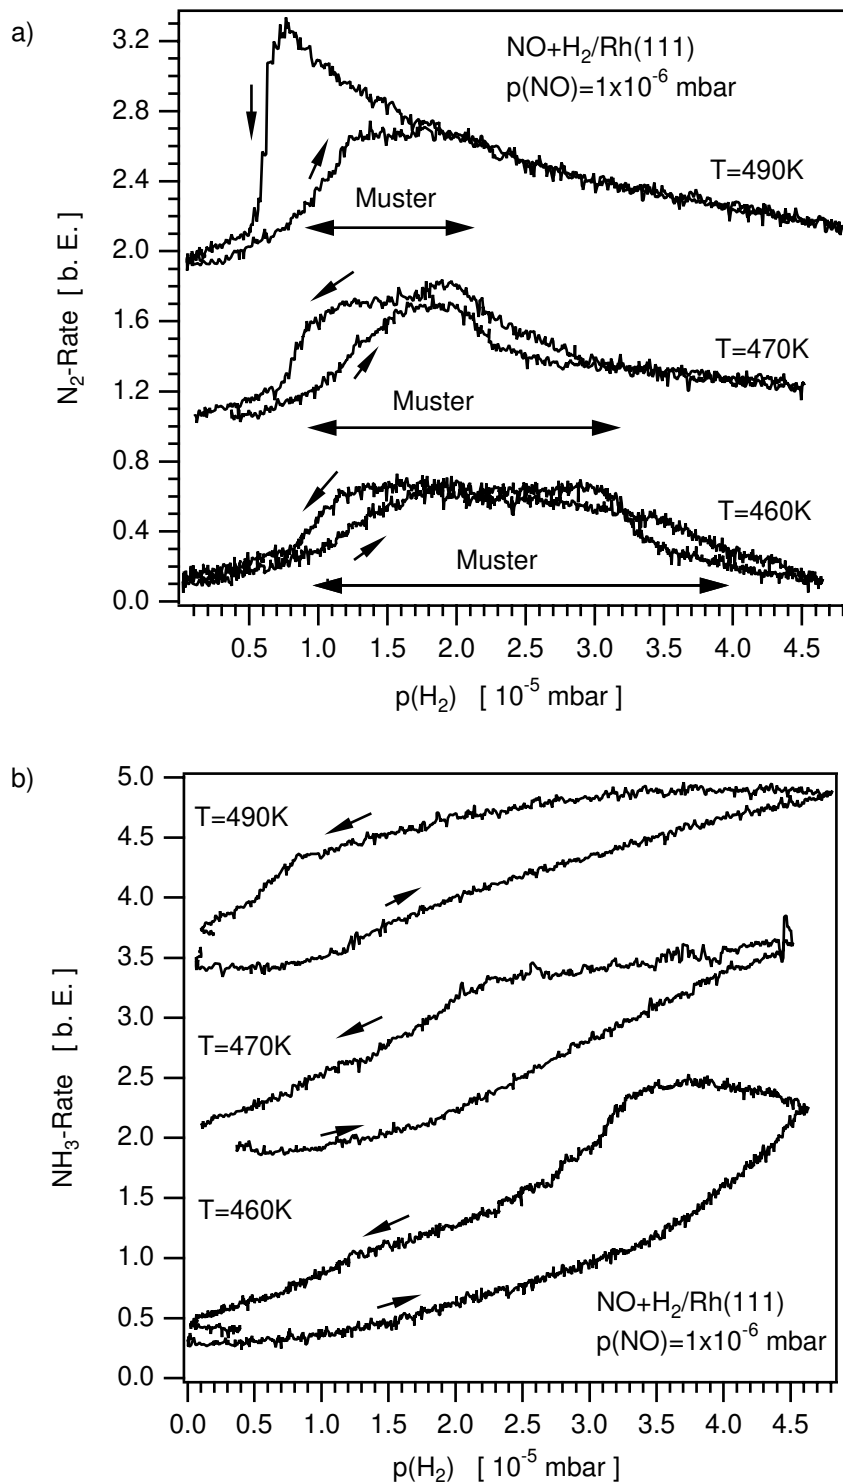 a)
NO+H₂/Rh(111)
p(NO)=1x10⁻⁶ mbar
3.2
2.8
2.4
2.0
1.6
1.2
0.8
0.4
0.0
N₂-Rate [ b. E. ]
T=490K
Muster
T=470K
Muster
T=460K
Muster
0.5 1.0 1.5 2.0 2.5 3.0 3.5 4.0 4.5
p(H₂) [ 10⁻⁵ mbar ]
b)
5.0
4.5
4.0
3.5
3.0
2.5
2.0
1.5
1.0
0.5
0.0
NH₃-Rate [ b. E. ]
T=490K
T=470K
T=460K
NO+H₂/Rh(111)
p(NO)=1x10⁻⁶ mbar
0.0 0.5 1.0 1.5 2.0 2.5 3.0 3.5 4.0 4.5
p(H₂) [ 10⁻⁵ mbar ]